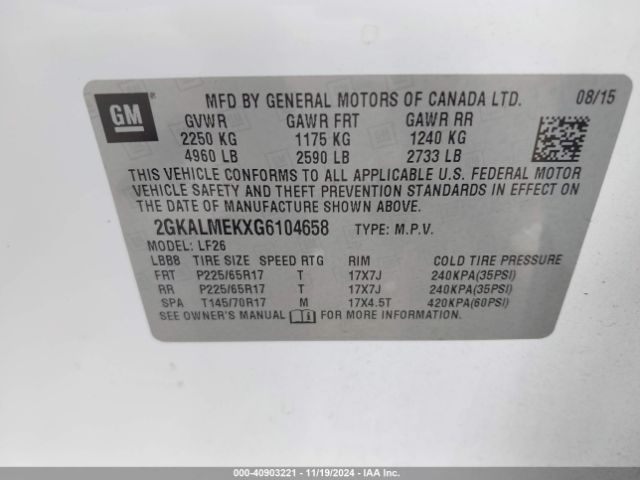 GM
MFD BY GENERAL MOTORS OF CANADA LTD. 08/15
GVWR GAWR FRT GAWR RR
2250 KG 1175 KG 1240 KG
4960 LB 2590 LB 2733 LB
THIS VEHICLE CONFORMS TO ALL APPLICABLE U.S. FEDERAL MOTOR
VEHICLE SAFETY AND THEFT PREVENTION STANDARDS IN EFFECT ON
THE DATE OF MANUFACTURE SHOWN ABOVE.
2GKALMEKXG6104658 TYPE: M.P.V.
MODEL: LF26
LBB8 TIRE SIZE SPEED RTG RIM COLD TIRE PRESSURE
FRT P225/65R17 T 17X7J 240KPA(35PSI)
RR P225/65R17 T 17X7J 240KPA(35PSI)
SPA T145/70R17 M 17X4.5T 420KPA(60PSI)
SEE OWNER'S MANUAL FOR MORE INFORMATION.
000-40903221 - 11/19/2024 - IAA Inc.